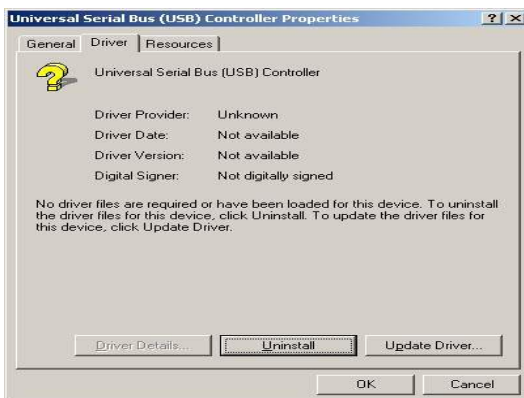 Universal Serial Bus (USB) Controller Properties
General Driver Resources
Universal Serial Bus (USB) Controller
Driver Provider: Unknown
Driver Date: Not available
Driver Version: Not available
Digital Signer: Not digitally signed
No driver files are required or have been loaded for this device. To uninstall
the driver files for this device, click Uninstall. To update the driver files for
this device, click Update Driver.
Driver Details... Uninstall Update Driver...
OK Cancel